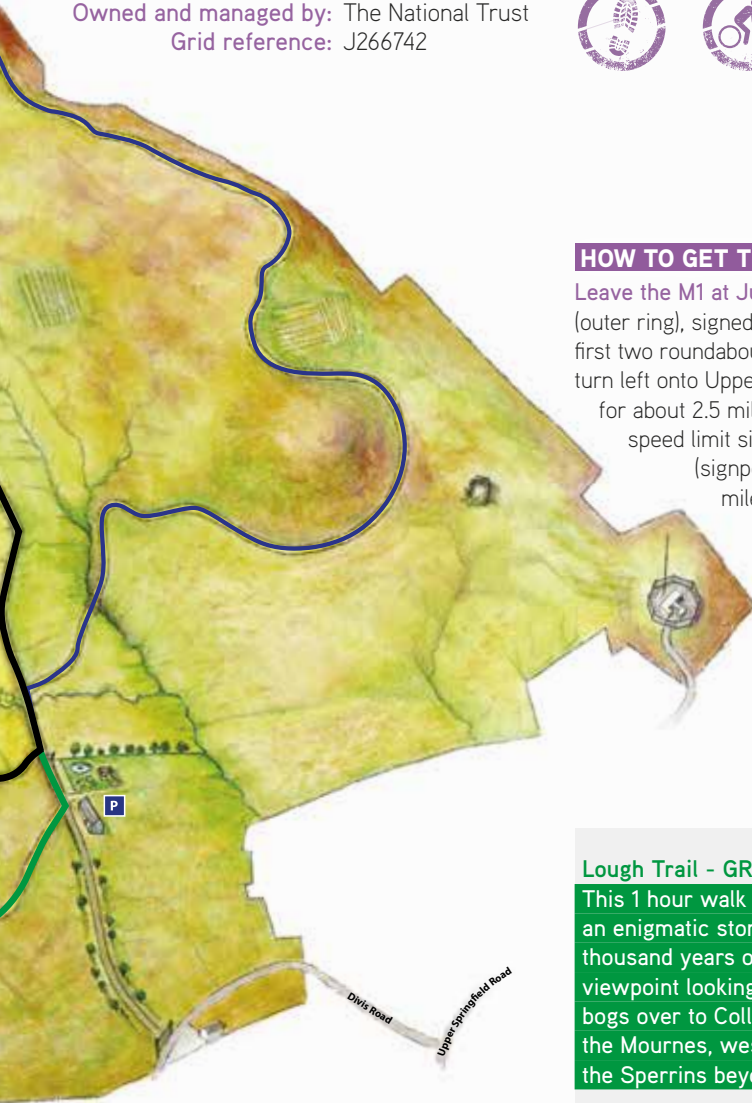 Owned and managed by: The National Trust
Grid reference: J266742
HOW TO GET T
Leave the M1 at Ju
(outer ring), signed
first two roundabou
turn left onto Uppe
for about 2.5 mil
speed limit si
(signp
mile
P
Divis Road
Upper Springfield Road
Lough Trail - GR
This 1 hour walk
an enigmatic stor
thousand years o
viewpoint looking
bogs over to Coll
the Mournes, wes
the Sperrins beyo